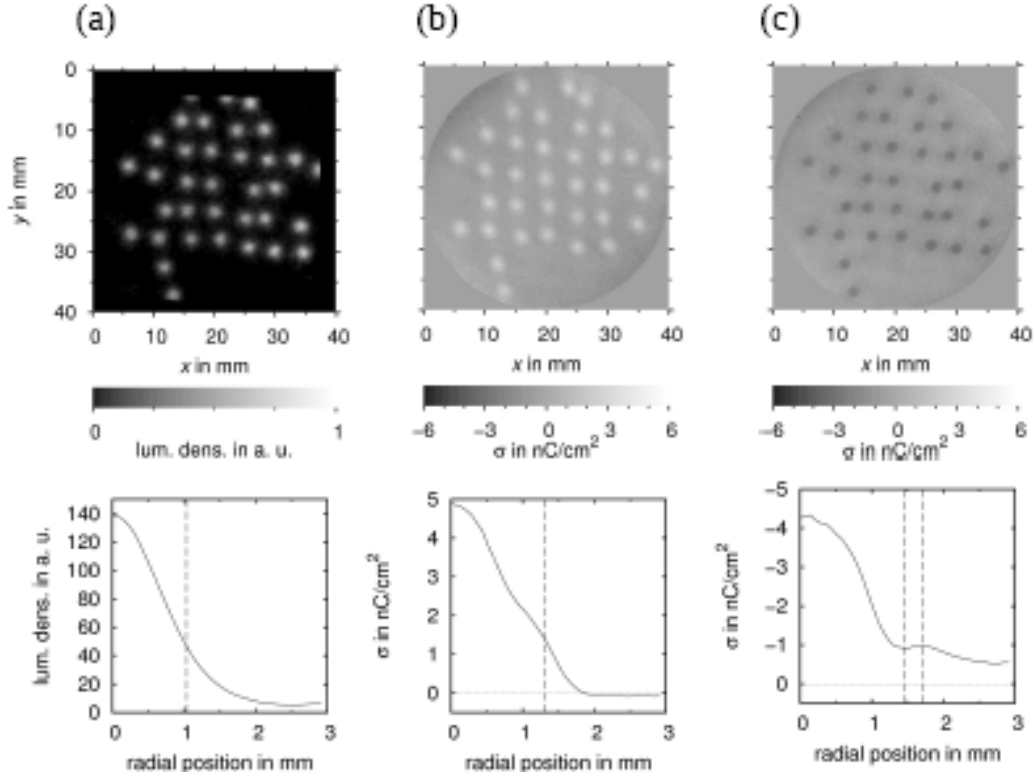 (a)
(b)
(c)
0
10
20
30
40
y in mm
0 10 20 30 40
x in mm
0 10 20 30 40
x in mm
0 10 20 30 40
x in mm
0 1
lum. dens. in a. u.
−6 −3 0 3 6
σ in nC/cm²
−6 −3 0 3 6
σ in nC/cm²
140
120
100
80
60
40
20
0
lum. dens. in a. u.
0 1 2 3
radial position in mm
5
4
3
2
1
0
σ in nC/cm²
0 1 2 3
radial position in mm
−5
−4
−3
−2
−1
0
σ in nC/cm²
0 1 2 3
radial position in mm